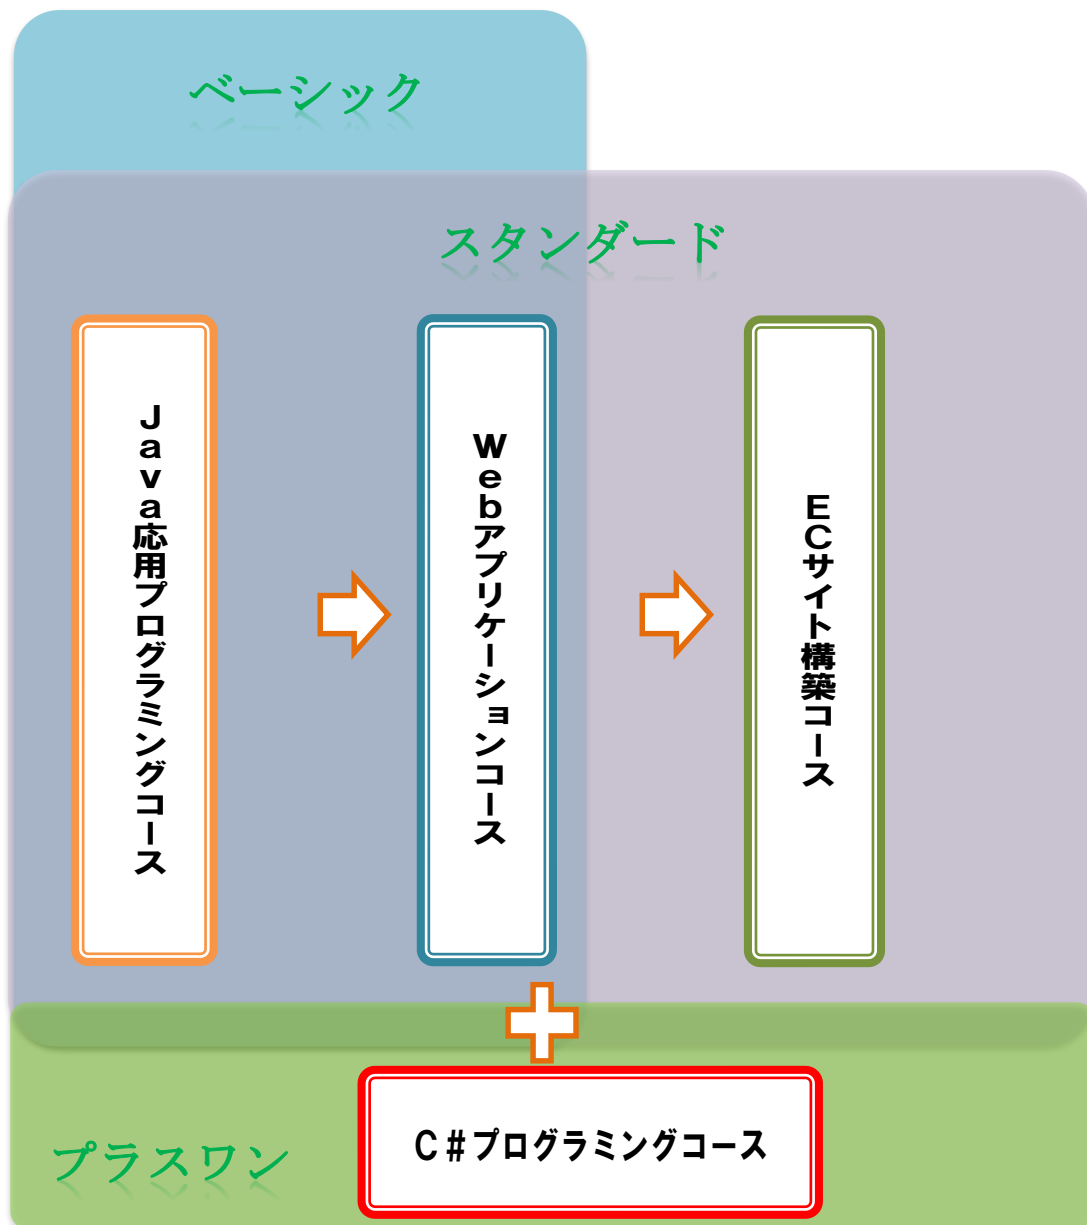 ベーシック
スタンダード
Java応用プログラミングコース
Webアプリケーションコース
ECサイト構築コース
プラスワン
C#プログラミングコース